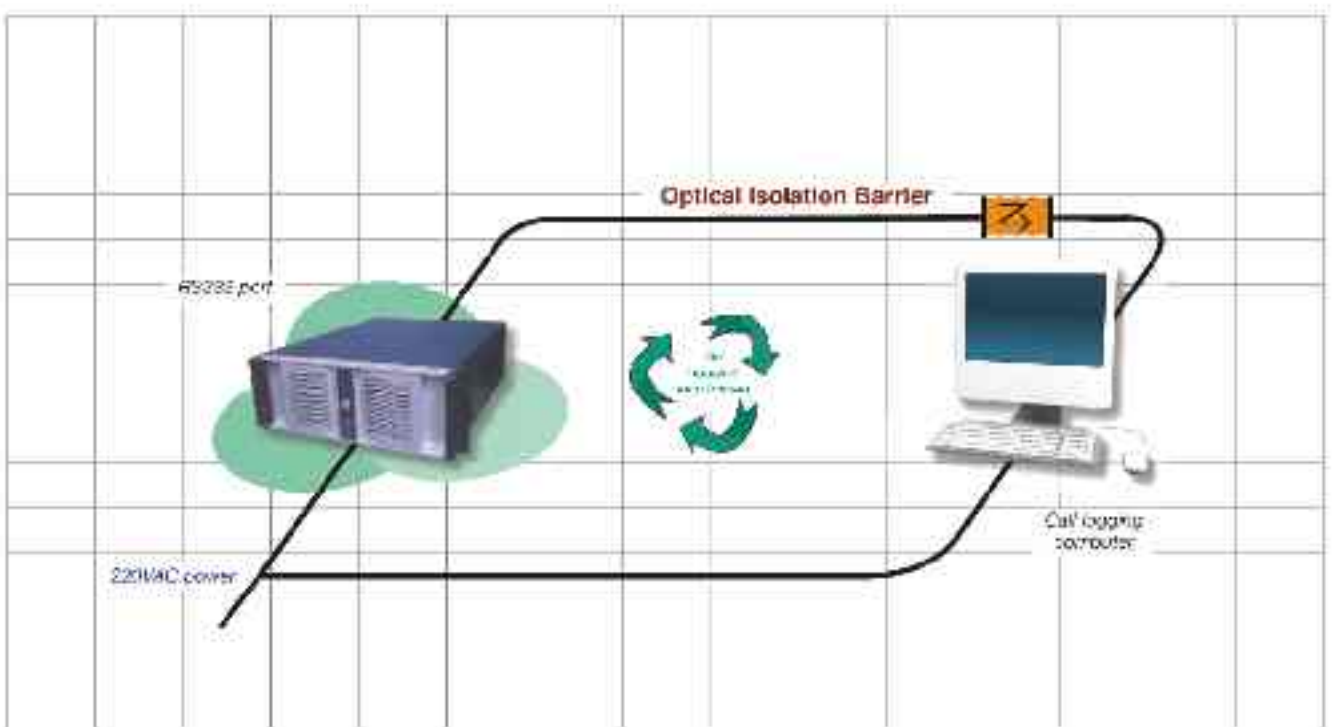 Optical Isolation Barrier
RS232 port
220VAC power
Call logging
computer